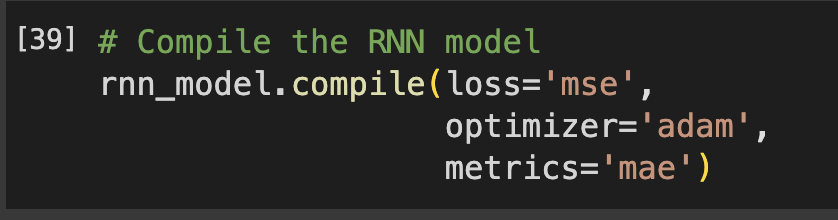 [39] # Compile the RNN model
rnn_model.compile(loss='mse',
optimizer='adam',
metrics='mae')